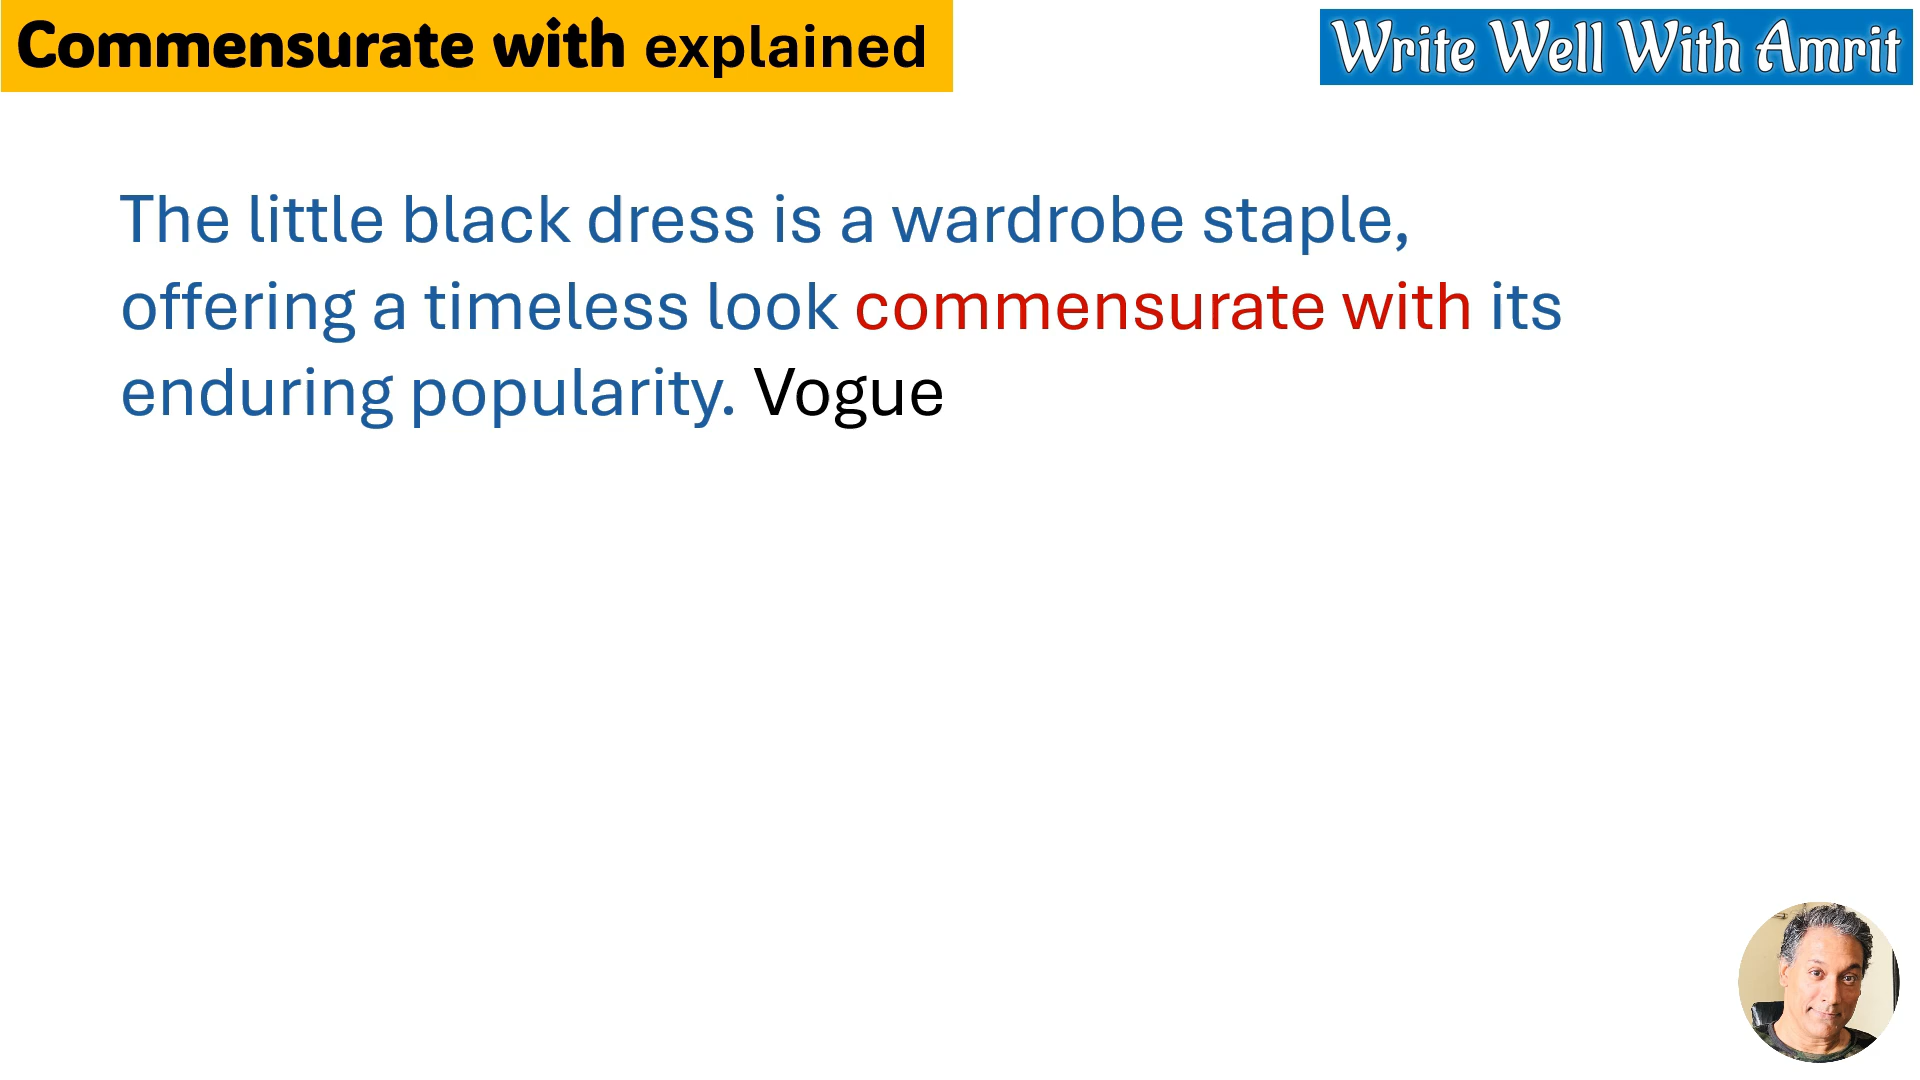 Commensurate with explained
Write Well With Amrit
The little black dress is a wardrobe staple,
offering a timeless look commensurate with its
enduring popularity. Vogue